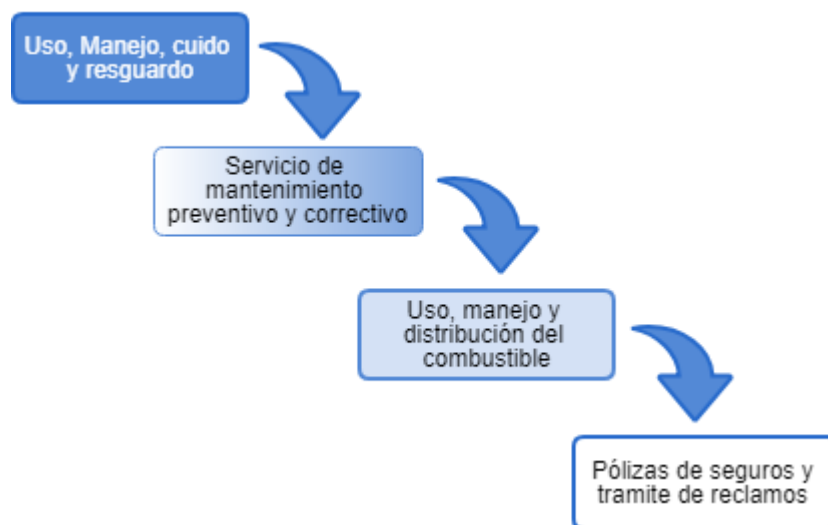 Uso, Manejo, cuido
y resguardo
Servicio de
mantenimiento
preventivo y correctivo
Uso, manejo y
distribución del
combustible
Pólizas de seguros y
tramite de reclamos